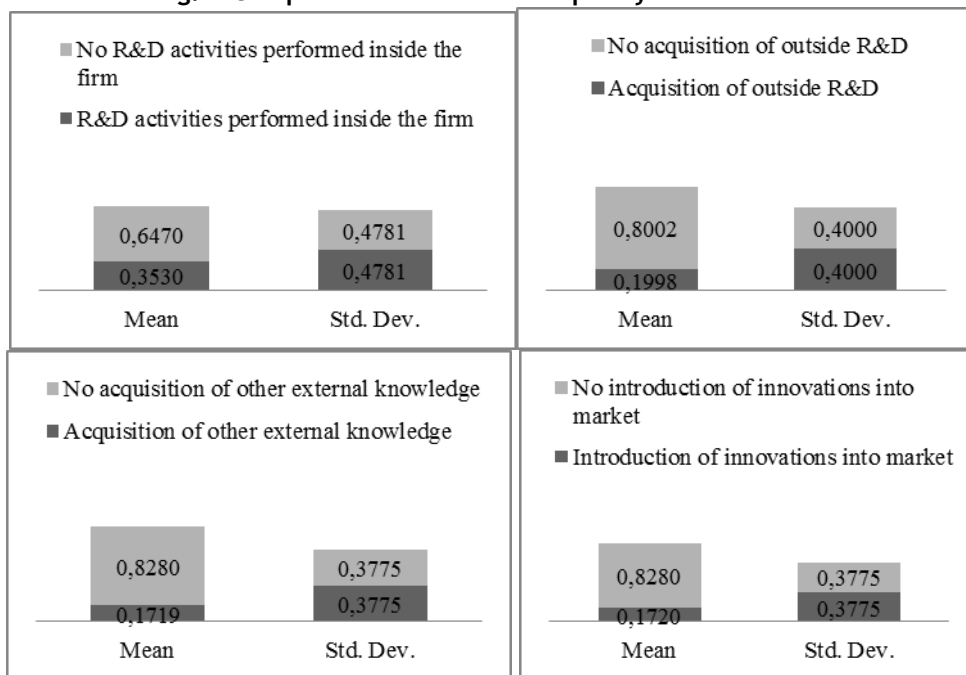 No R&D activities performed inside the
firm
R&D activities performed inside the firm
0,6470
0,4781
0,3530
0,4781
Mean
Std. Dev.
No acquisition of outside R&D
Acquisition of outside R&D
0,8002
0,4000
0,1998
0,4000
Mean
Std. Dev.
No acquisition of other external knowledge
Acquisition of other external knowledge
0,8280
0,3775
0,1719
0,3775
Mean
Std. Dev.
No introduction of innovations into
market
Introduction of innovations into market
0,8280
0,3775
0,1720
0,3775
Mean
Std. Dev.